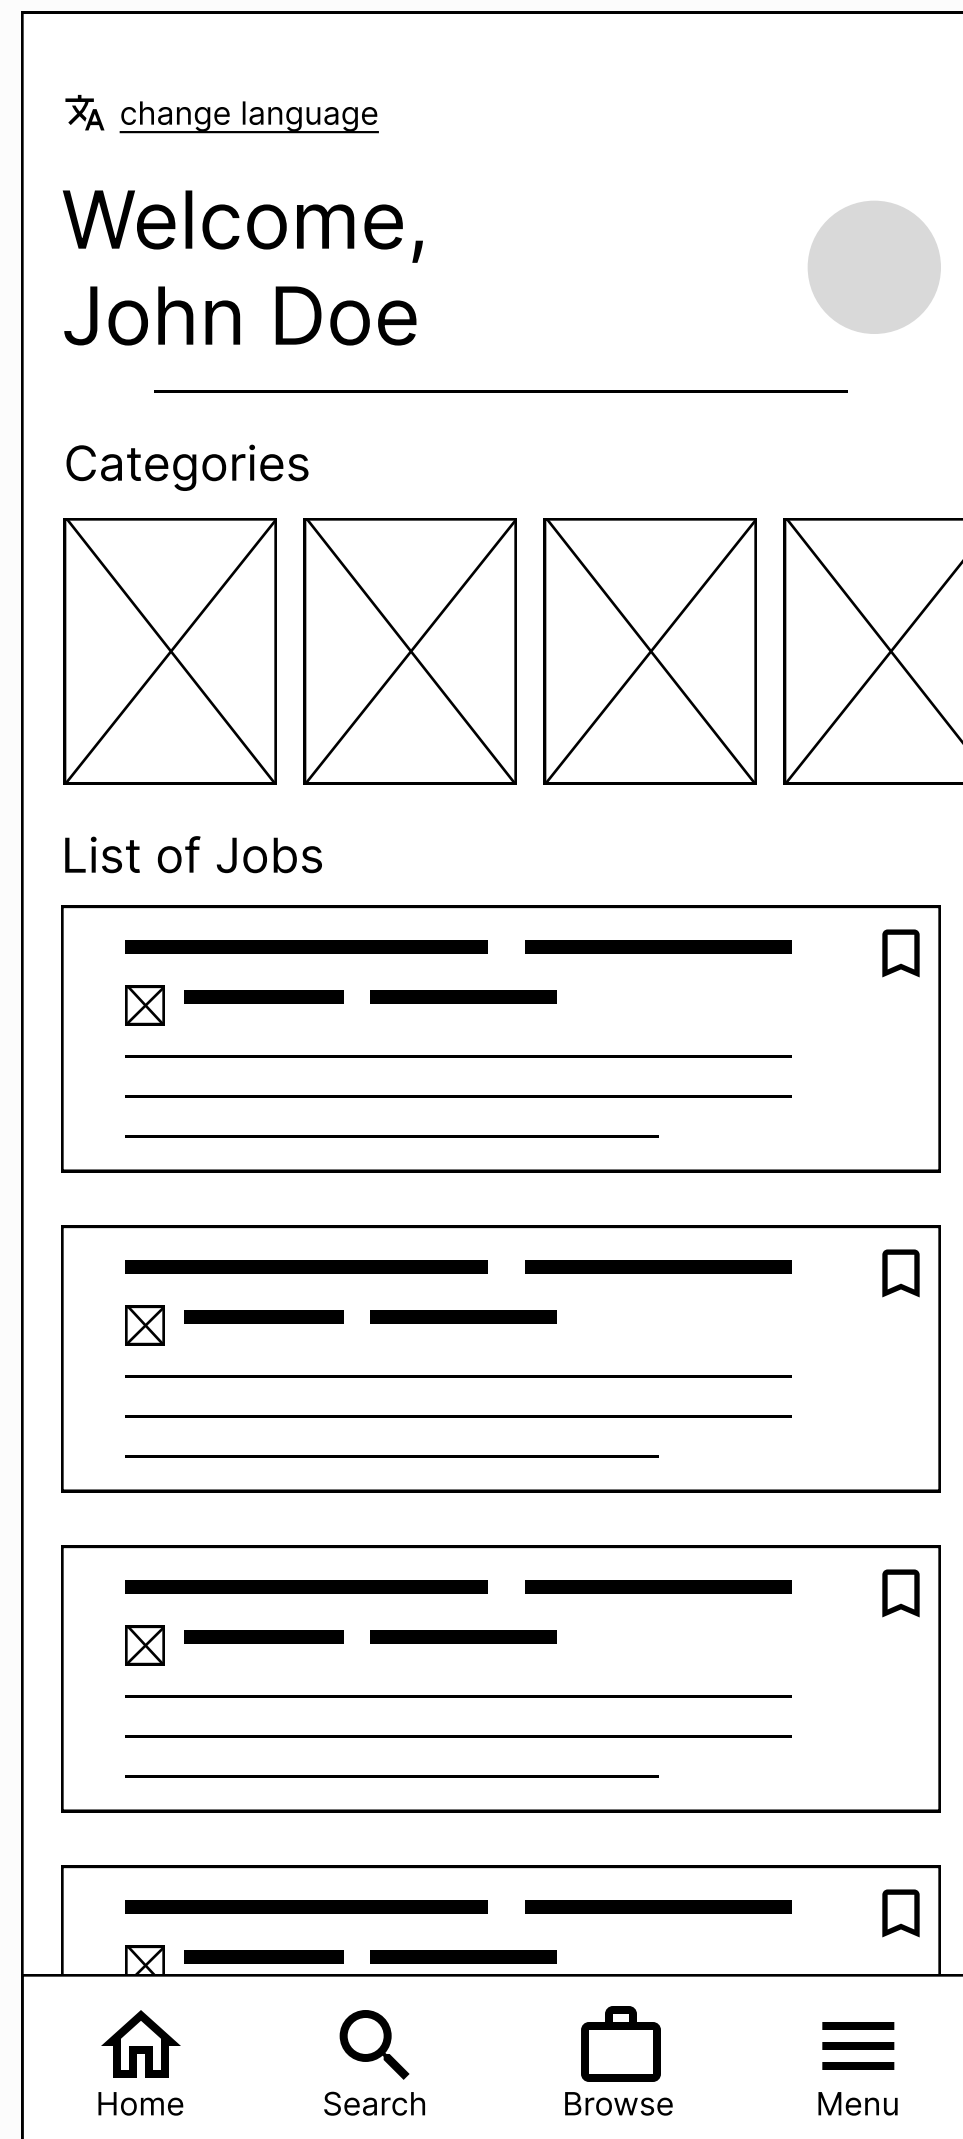 change language
Welcome,
John Doe
Categories
List of Jobs
Home
Search
Browse
Menu